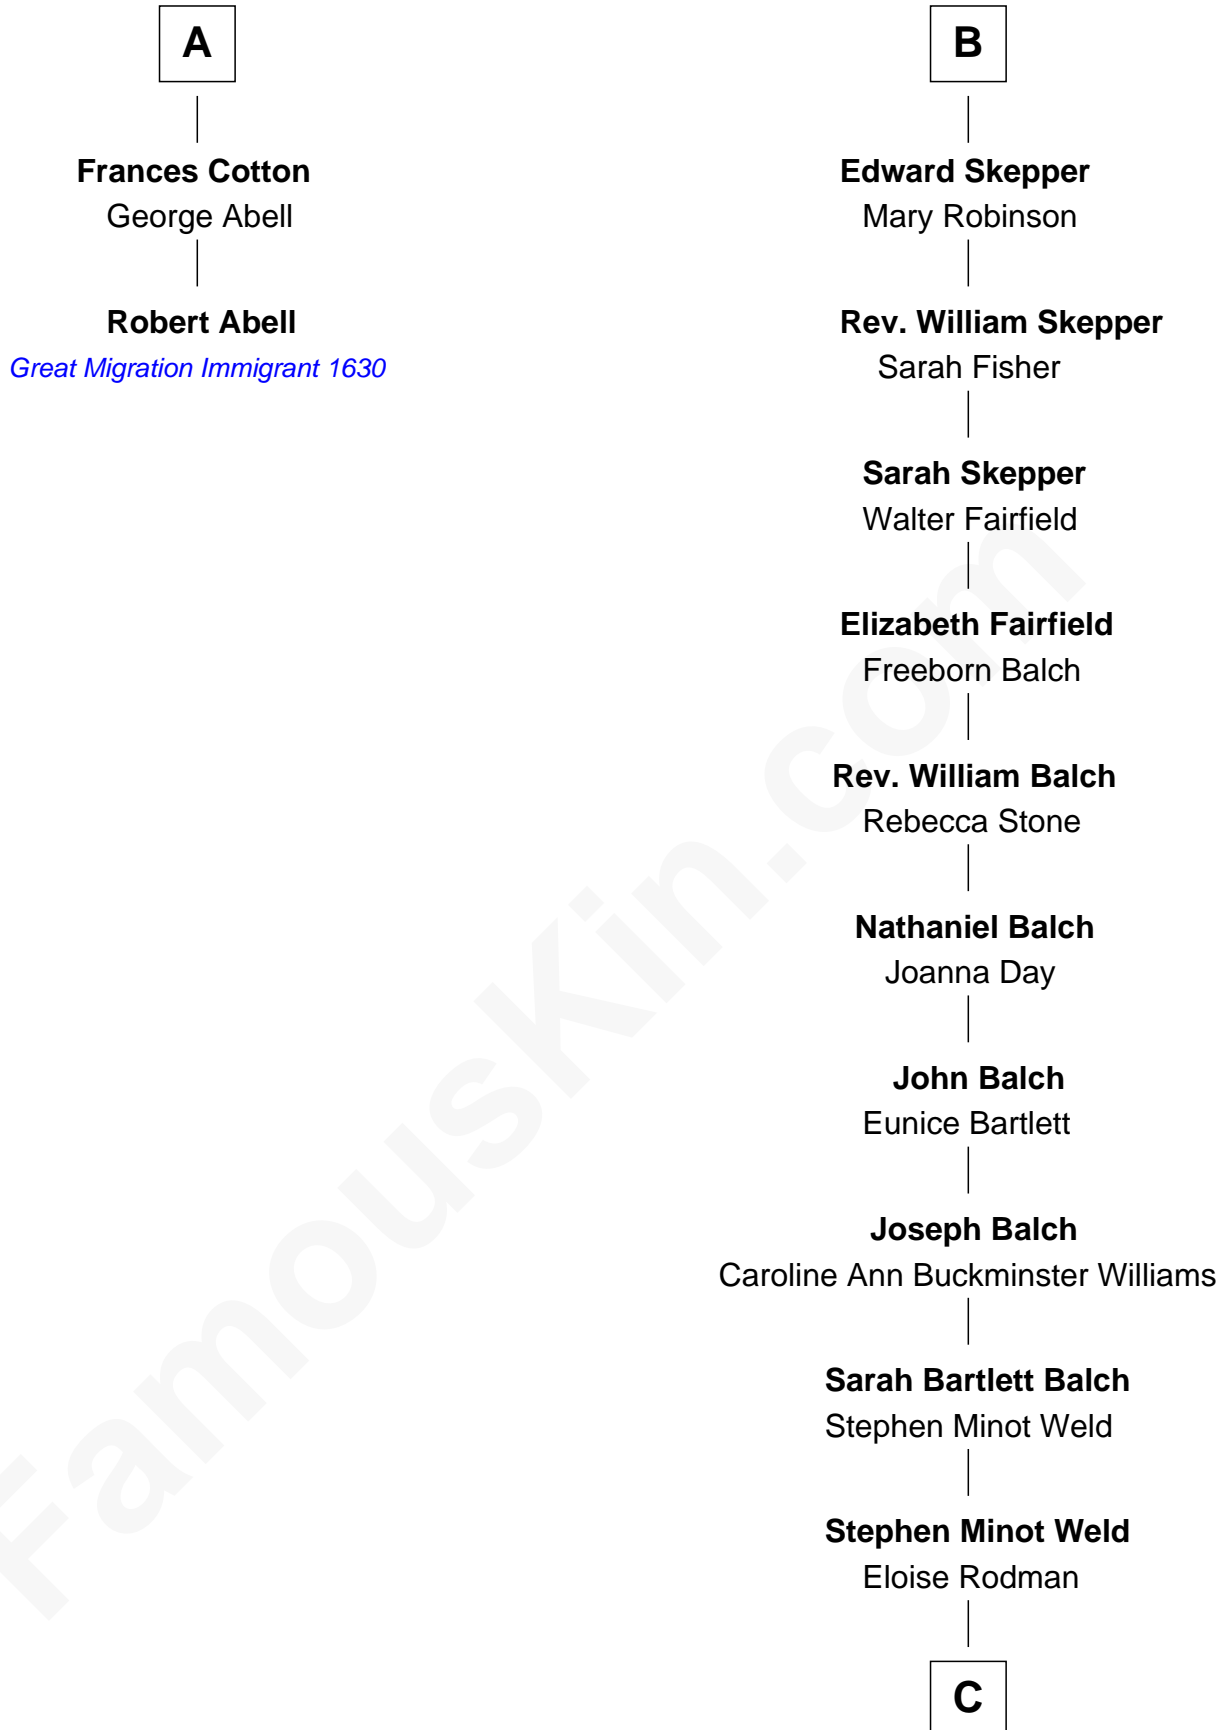 A
Frances Cotton
George Abell
Robert Abell
Great Migration Immigrant 1630
B
Edward Skepper
Mary Robinson
Rev. William Skepper
Sarah Fisher
Sarah Skepper
Walter Fairfield
Elizabeth Fairfield
Freeborn Balch
Rev. William Balch
Rebecca Stone
Nathaniel Balch
Joanna Day
John Balch
Eunice Bartlett
Joseph Balch
Caroline Ann Buckminster Williams
Sarah Bartlett Balch
Stephen Minot Weld
Stephen Minot Weld
Eloise Rodman
C
FamousKin.com